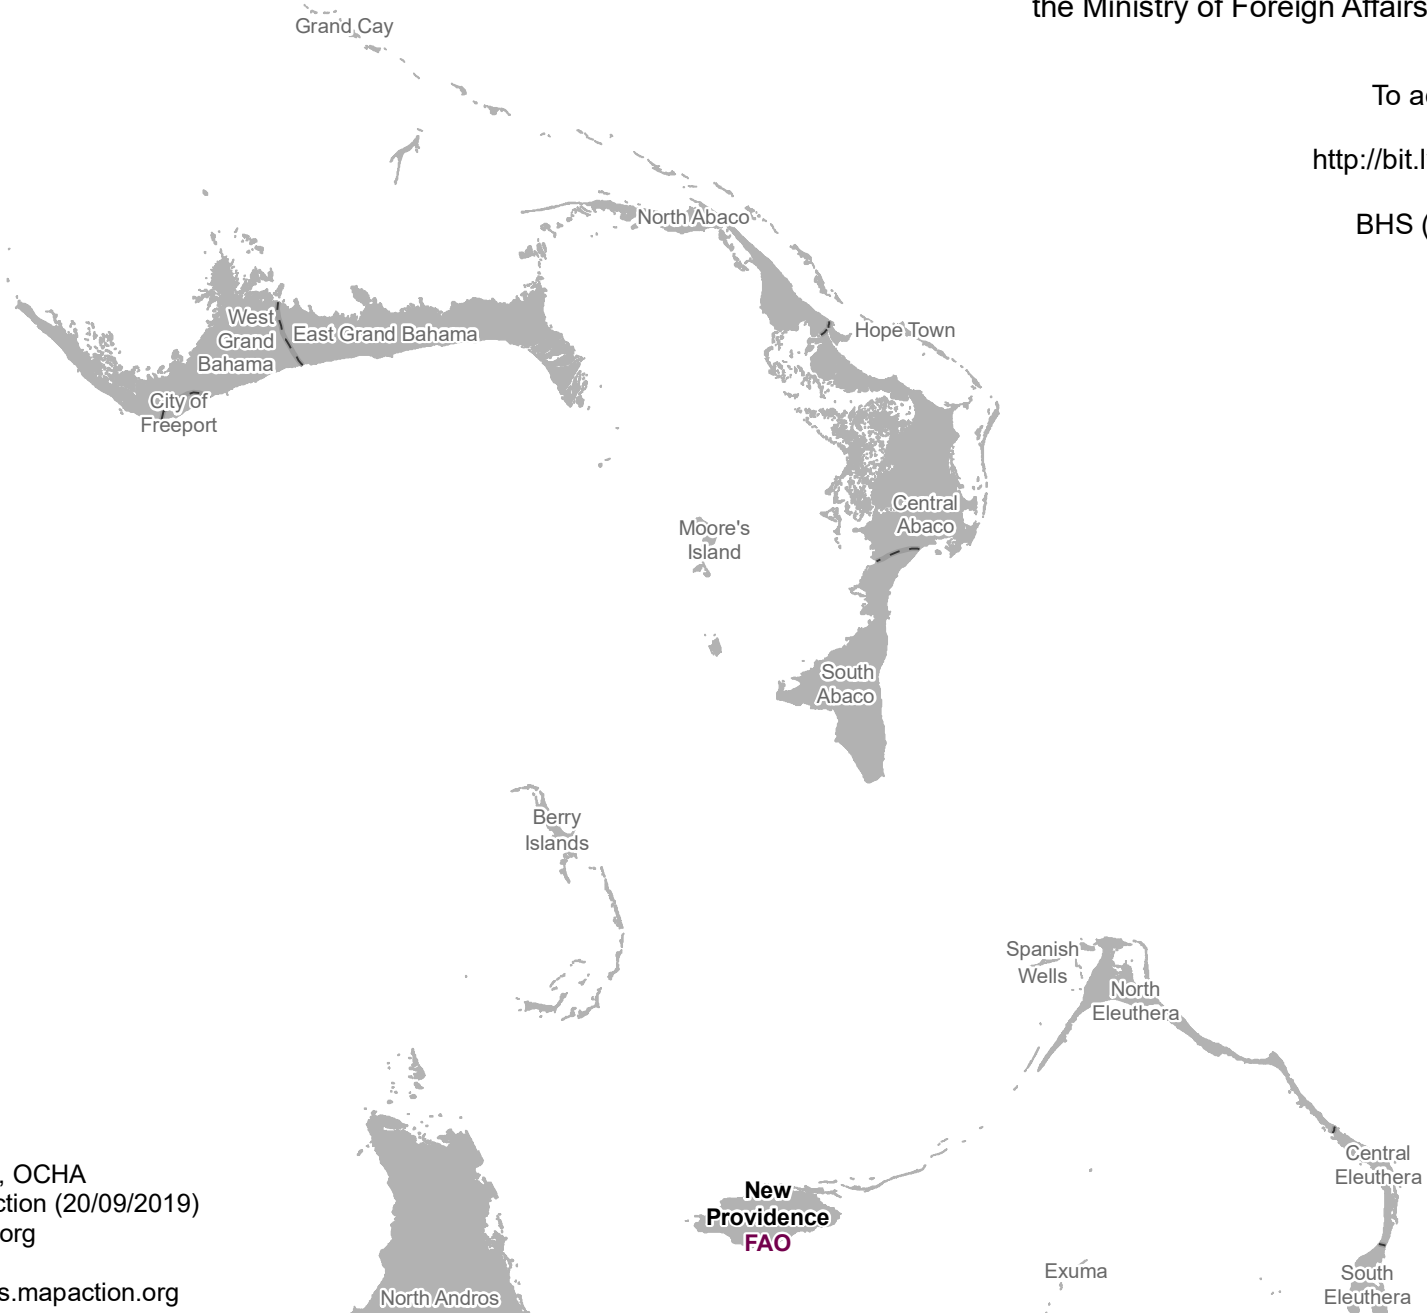 the Ministry of Foreign Affairs
Grand Cay
To a
http://bit.l
BHS (
North Abaco
West
Grand
Bahama
East Grand Bahama
Hope Town
City of
Freeport
Central
Abaco
Moore's
Island
South
Abaco
Berry
Islands
Spanish
Wells
North
Eleuthera
Central
Eleuthera
, OCHA
ction (20/09/2019)
org
s.mapaction.org
New
Providence
FAO
Exuma
South
Eleuthera
North Andros